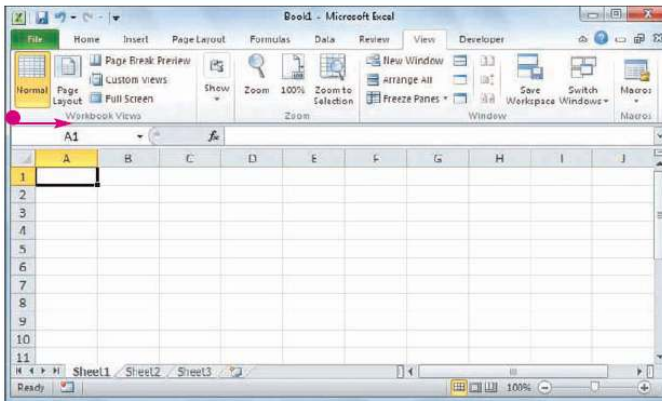 Book1 - Microsoft Excel
File Home Insert Page Layout Formulas Data Review View Developer
Normal Page Layout Page Break Preview Custom Views Full Screen Show Zoom 100% Zoom to Selection New Window Arrange All Freeze Panes Save Workspace Switch Windows Macros
Workbook Views Zoom Window Macros
A1 fx
A B C D E F G H I J
1
2
3
4
5
6
7
8
9
10
11
Sheet1 Sheet2 Sheet3
Ready 100%